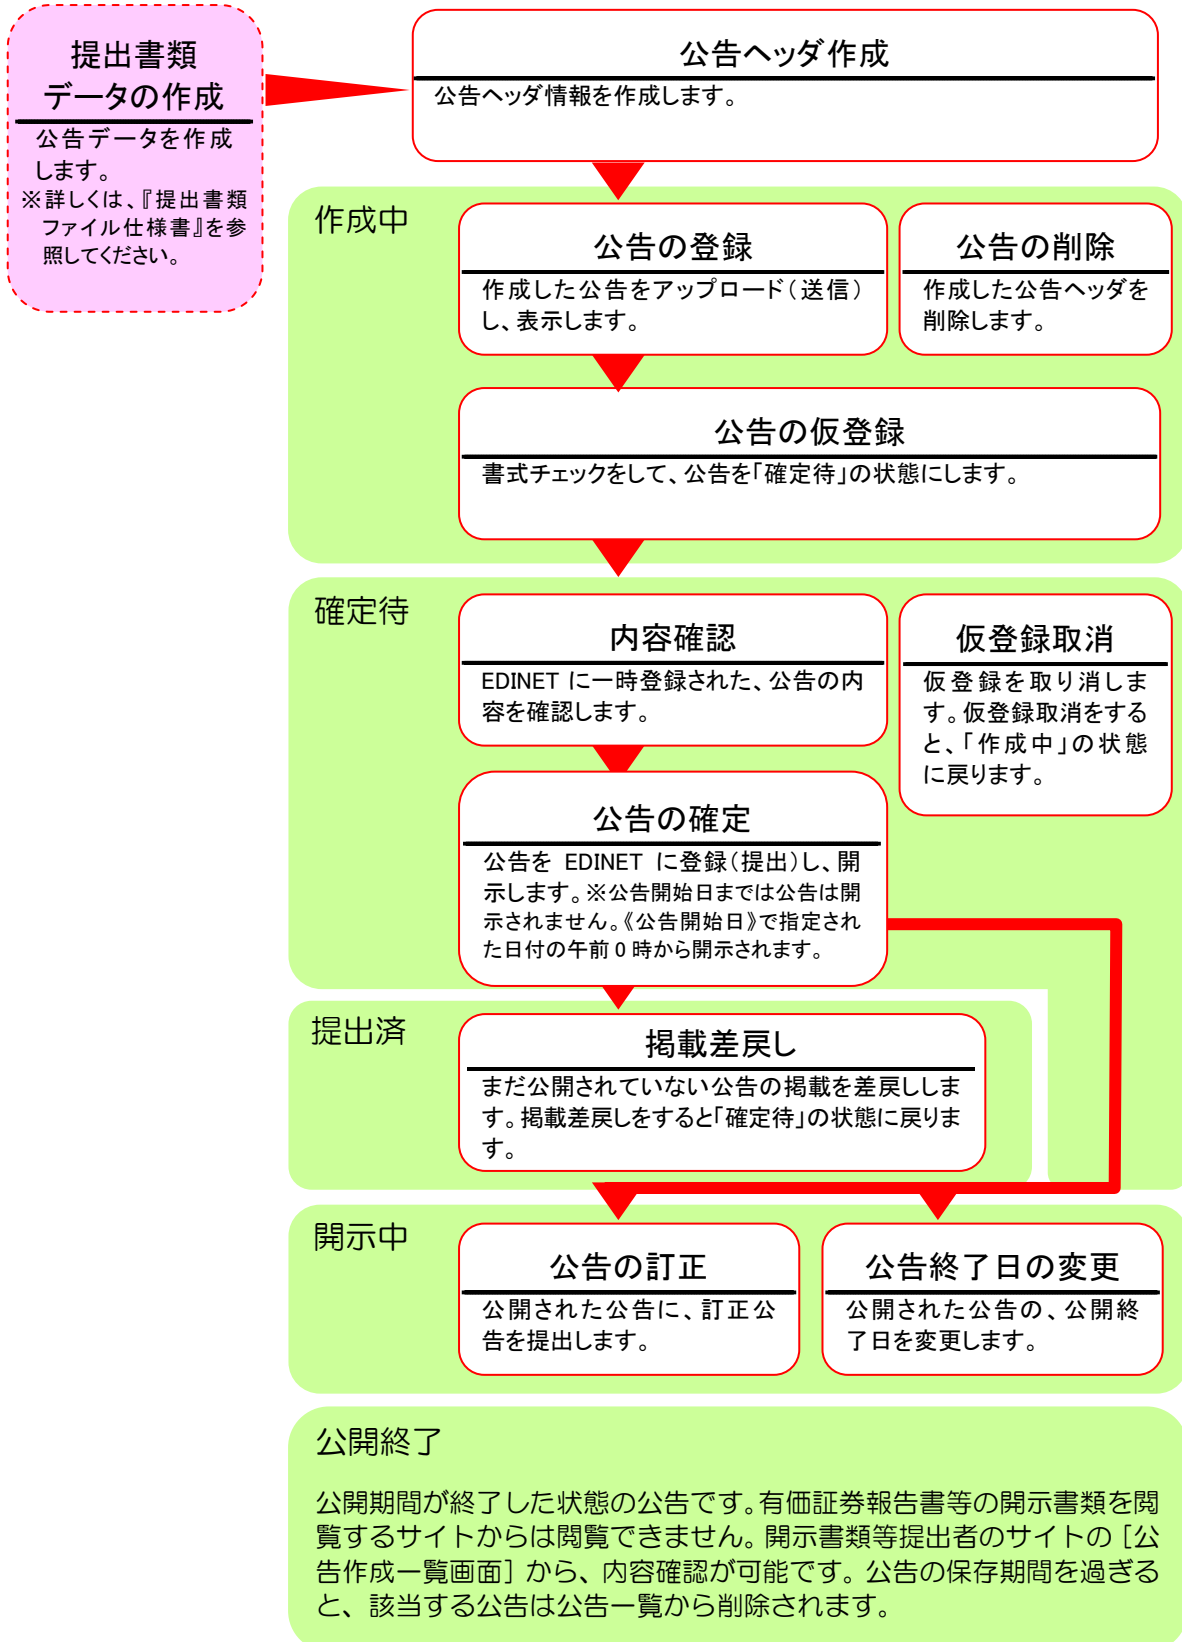 提出書類
データの作成
公告データを作成
します。
※詳しくは、『提出書類
ファイル仕様書』を参
照してください。
公告ヘッダ作成
公告ヘッダ情報を作成します。
作成中
公告の登録
作成した公告をアップロード（送信）
し、表示します。
公告の削除
作成した公告ヘッダを
削除します。
公告の仮登録
書式チェックをして、公告を「確定待」の状態にします。
確定待
内容確認
EDINET に一時登録された、公告の内
容を確認します。
仮登録取消
仮登録を取り消しま
す。仮登録取消をする
と、「作成中」の状態
に戻ります。
公告の確定
公告を EDINET に登録（提出）し、開
示します。※公告開始日までは公告は開
示されません。《公告開始日》で指定され
た日付の午前０時から開示されます。
提出済
掲載差戻し
まだ公開されていない公告の掲載を差戻ししま
す。掲載差戻しをすると「確定待」の状態に戻りま
す。
開示中
公告の訂正
公開された公告に、訂正公
告を提出します。
公告終了日の変更
公開された公告の、公開終
了日を変更します。
公開終了
公開期間が終了した状態の公告です。有価証券報告書等の開示書類を閲
覧するサイトからは閲覧できません。開示書類等提出者のサイトの［公
告作成一覧画面］から、内容確認が可能です。公告の保存期間を過ぎる
と、該当する公告は公告一覧から削除されます。